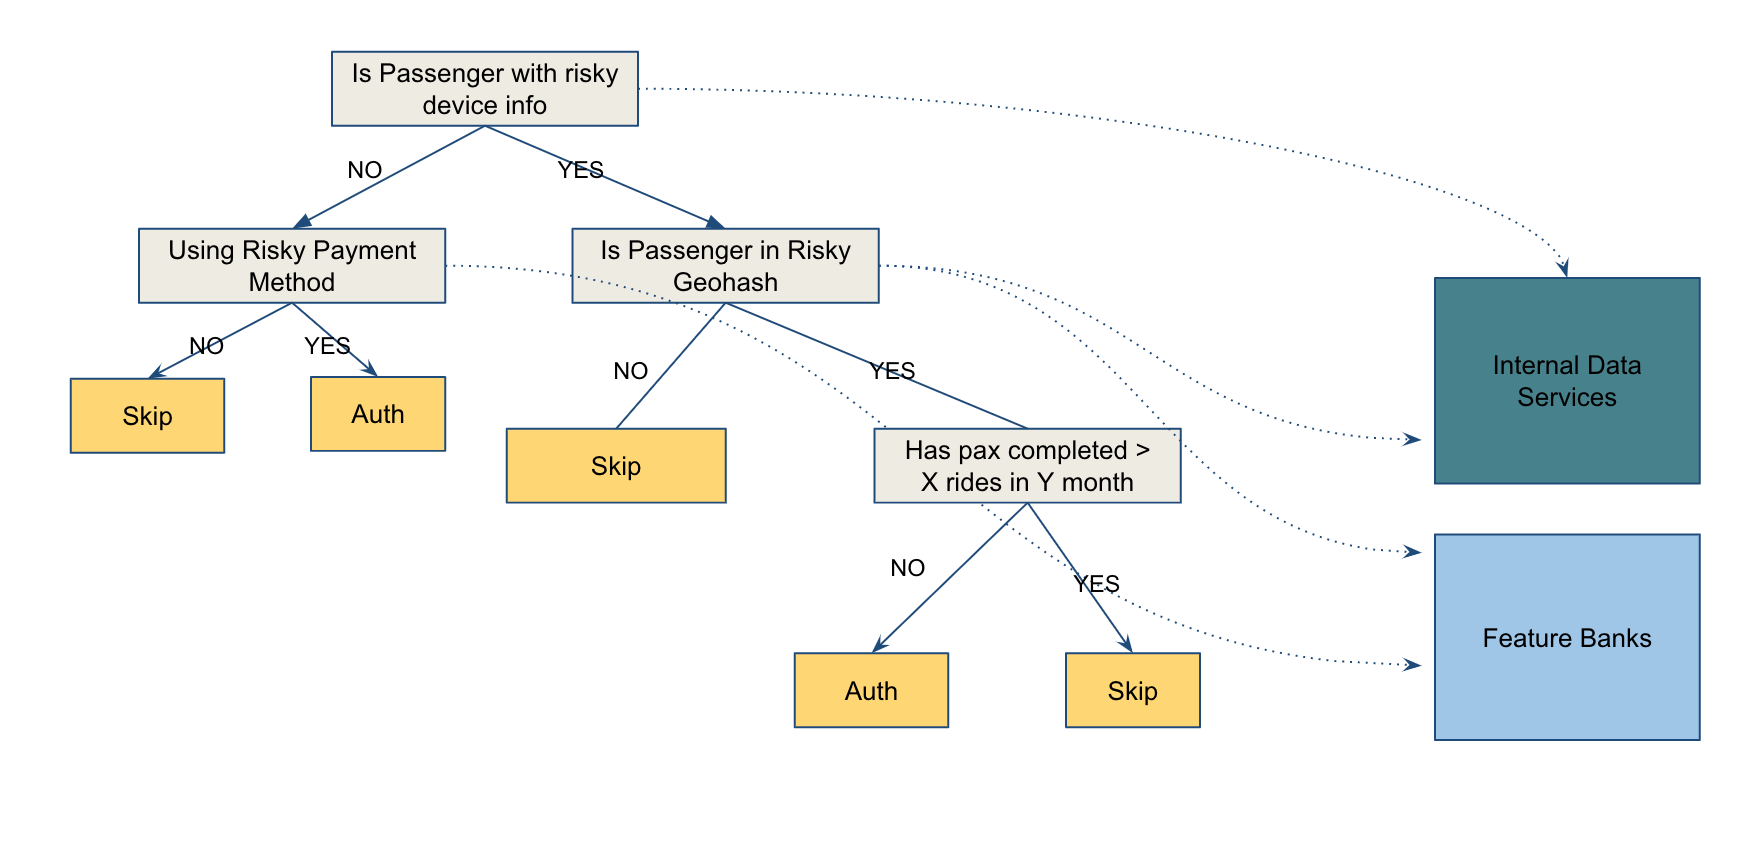 Is Passenger with risky
device info
NO
YES
Using Risky Payment
Method
Is Passenger in Risky
Geohash
NO
YES
NO
YES
Skip
Auth
Skip
Has pax completed >
X rides in Y month
Internal Data
Services
NO
YES
Auth
Skip
Feature Banks